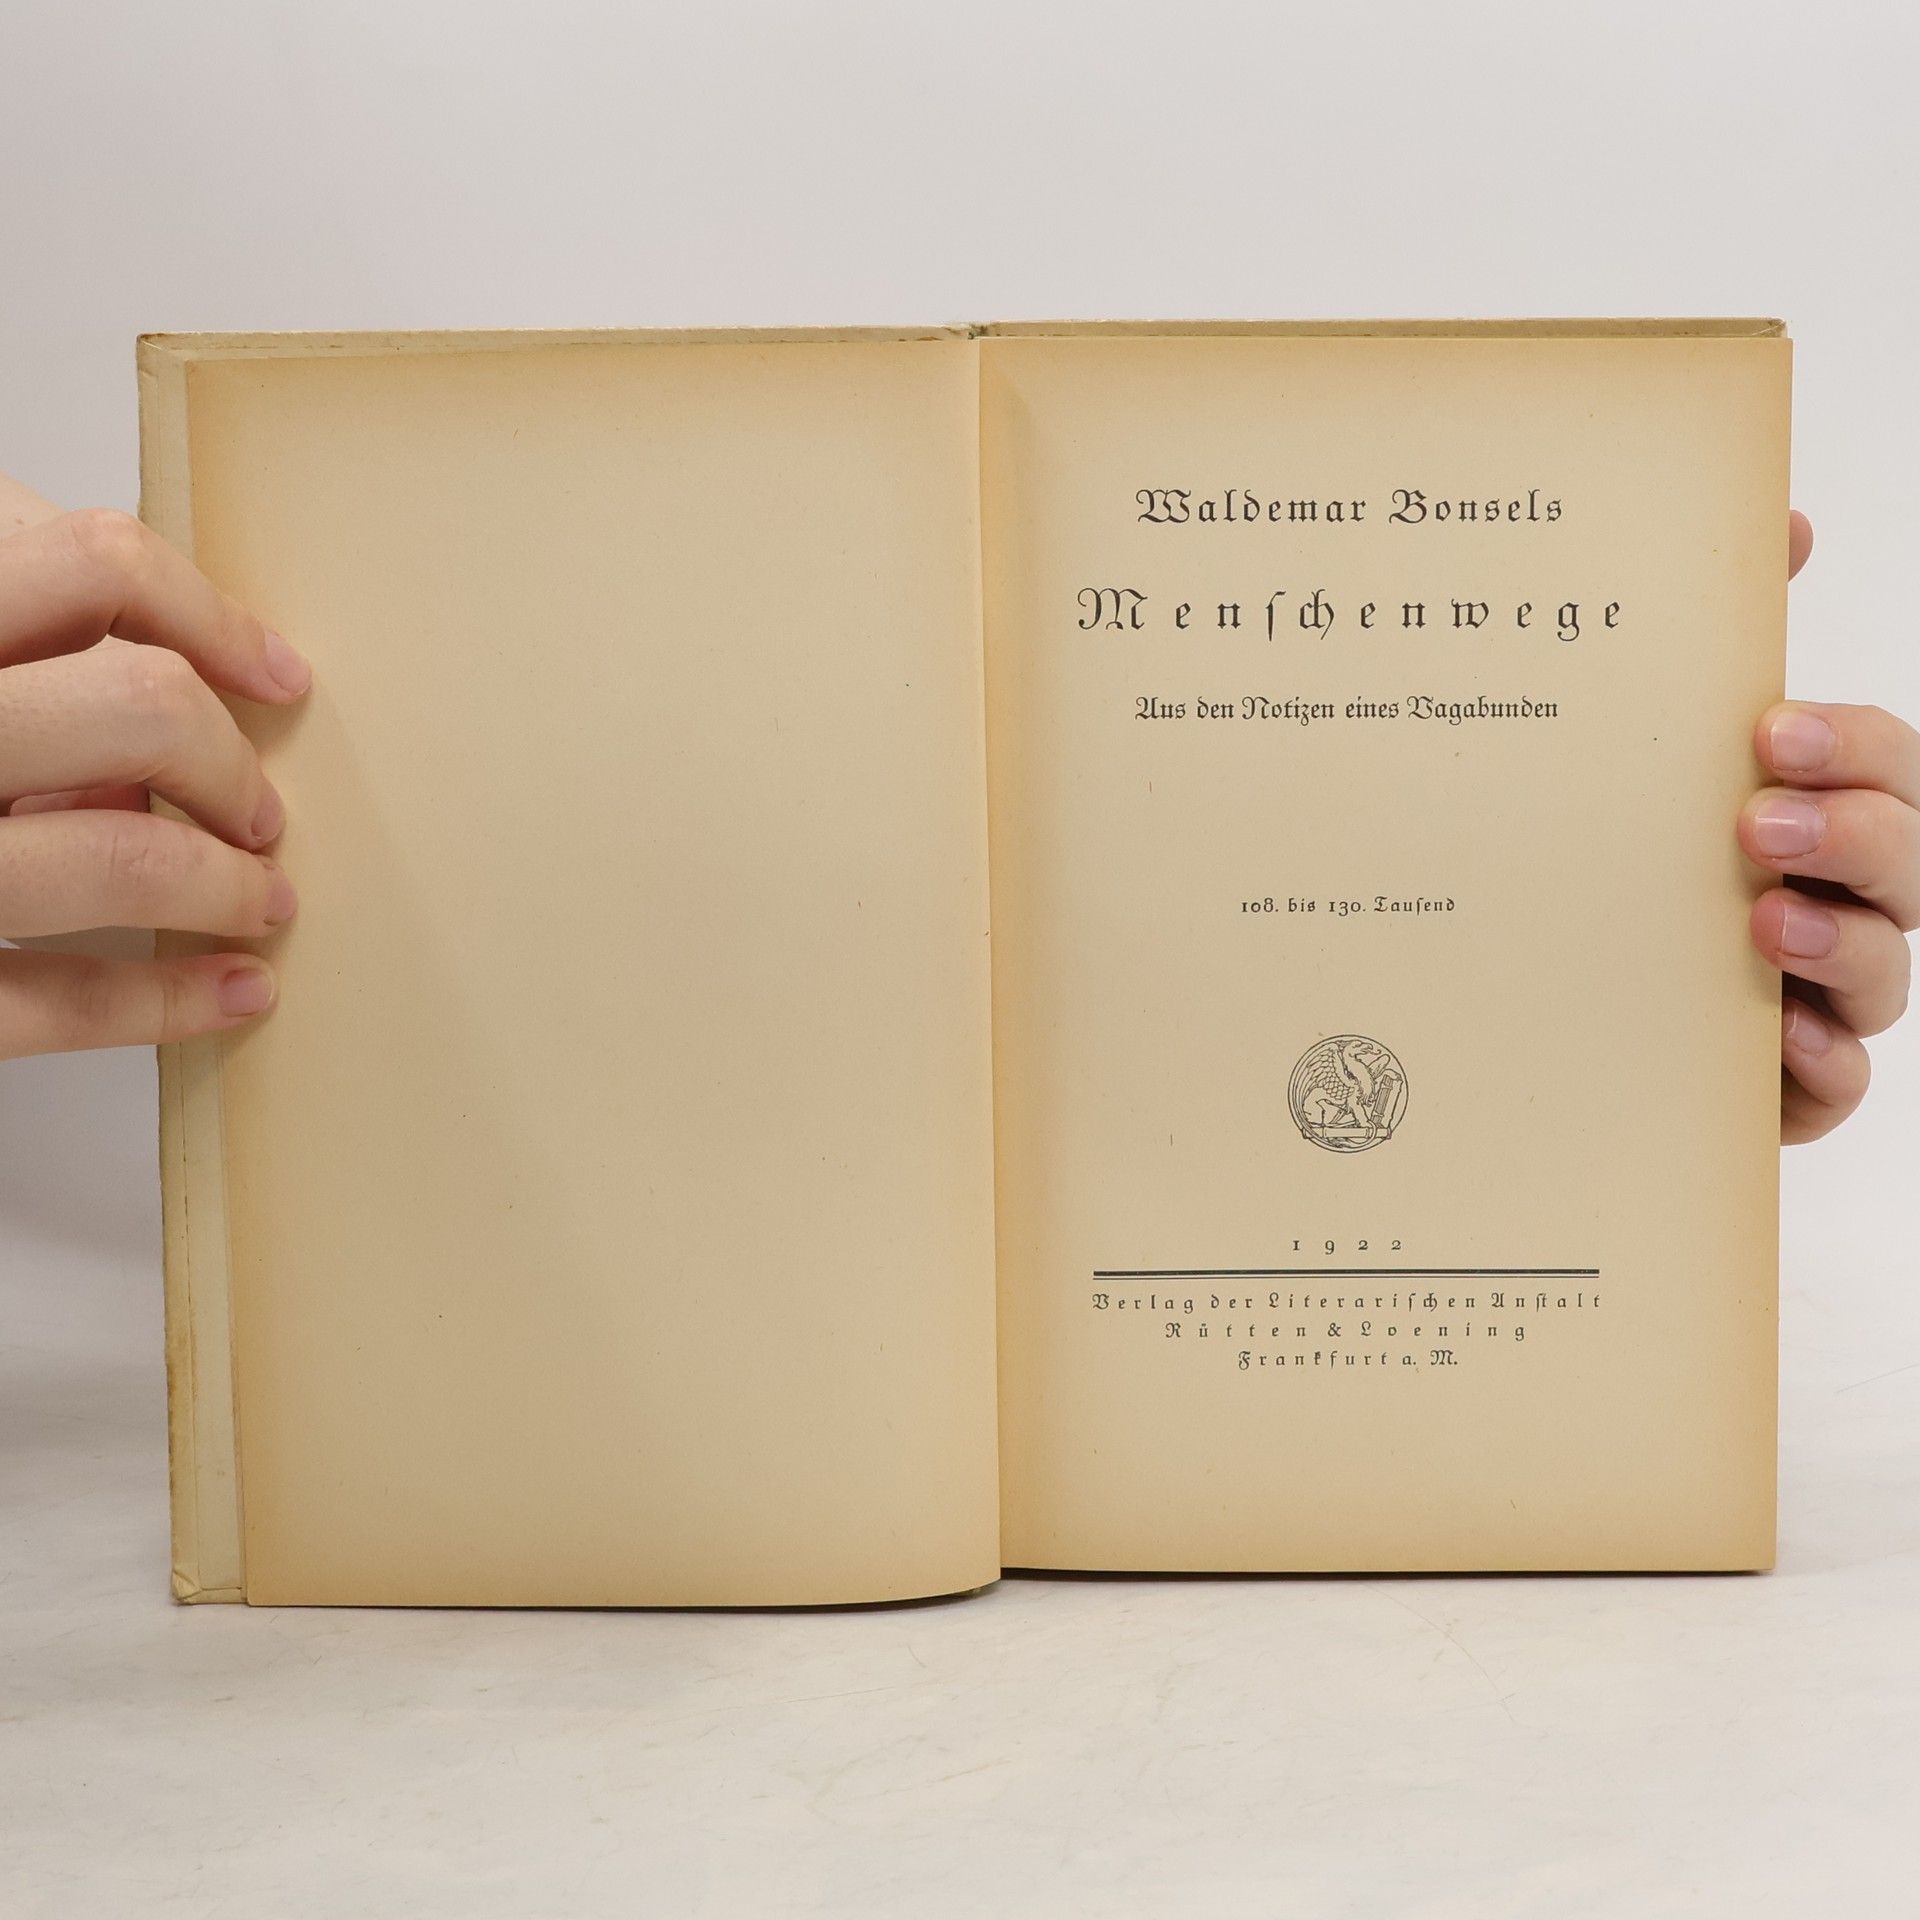 Waldemar Bonsels
Menſchenwege
Aus den Notizen eines Vagabunden
108. bis 130. Tauſend
1922
Verlag der Literariſchen Anſtalt
Rütten & Loening
Frankfurt a. M.